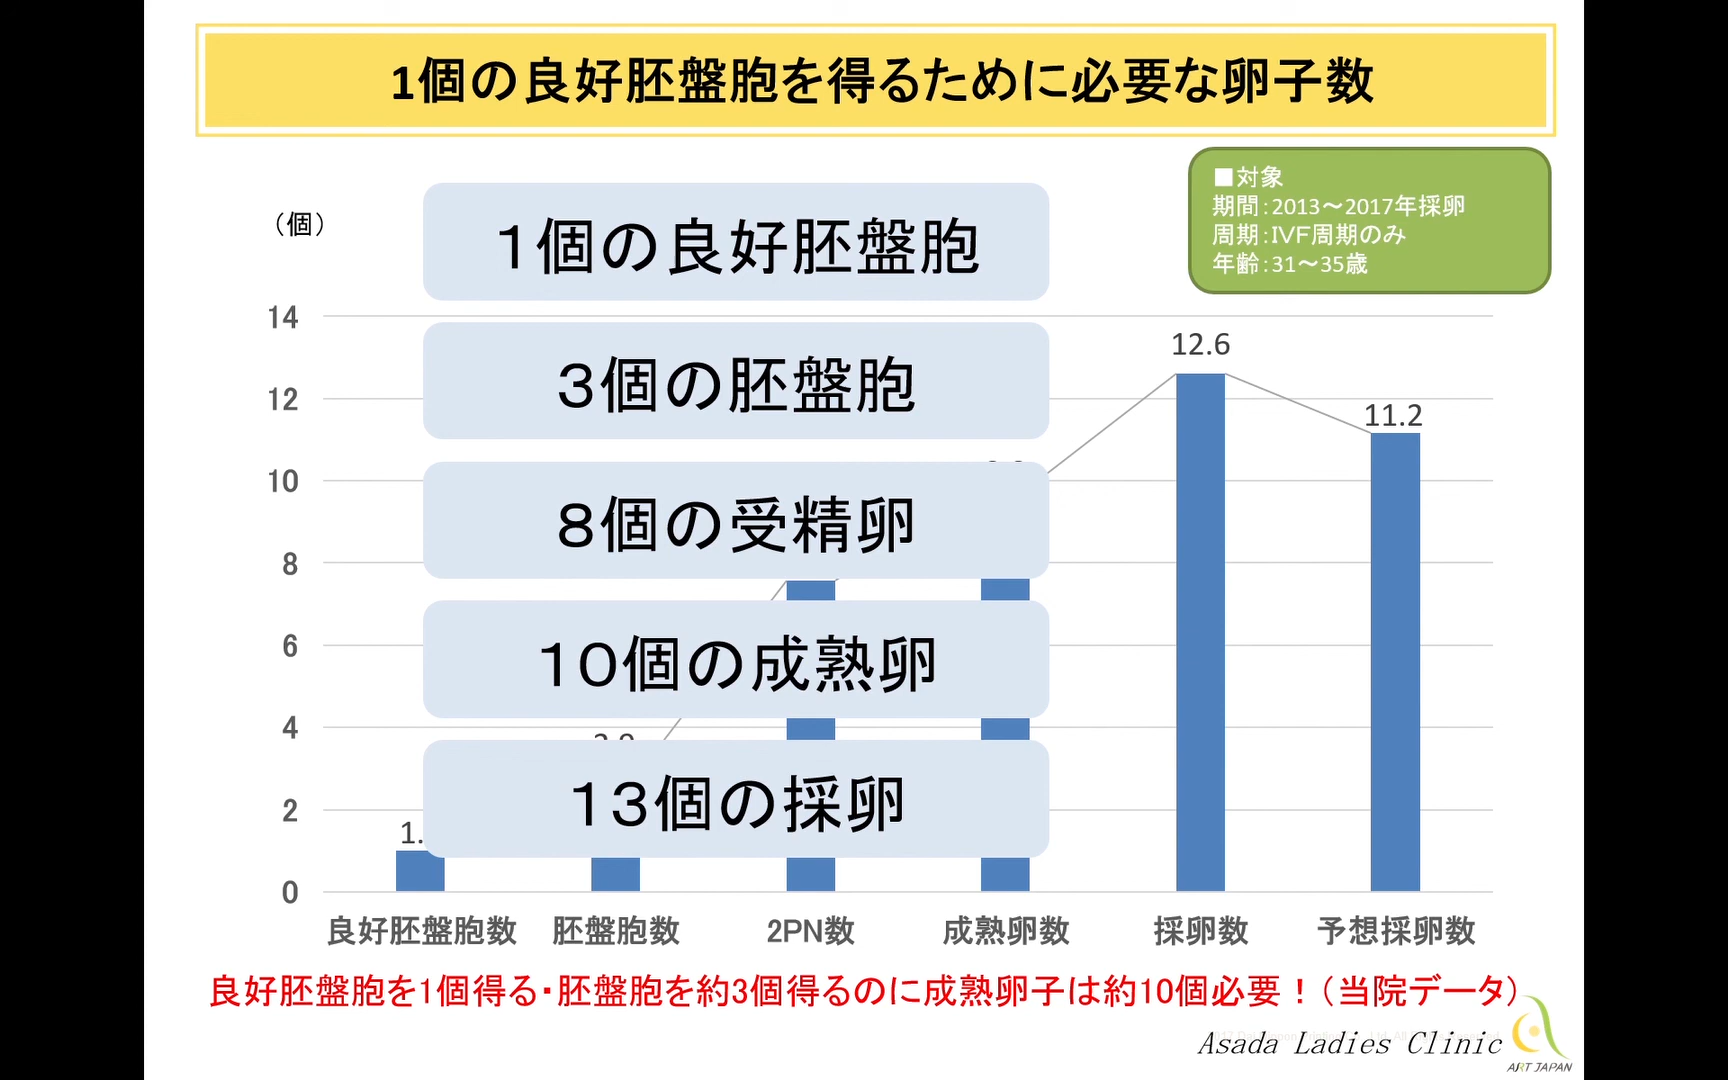 1個の良好胚盤胞を得るために必要な卵子数
■対象
期間：2013～2017年採卵
周期：IVF周期のみ
年齢：31～35歳
（個）
１個の良好胚盤胞
３個の胚盤胞
８個の受精卵
１０個の成熟卵
１３個の採卵
14
12
10
8
6
4
2
0
12.6
11.2
1.
良好胚盤胞数
胚盤胞数
2PN数
成熟卵数
採卵数
予想採卵数
良好胚盤胞を1個得る・胚盤胞を約3個得るのに成熟卵子は約10個必要！（当院データ）
Asada Ladies Clinic
ART JAPAN